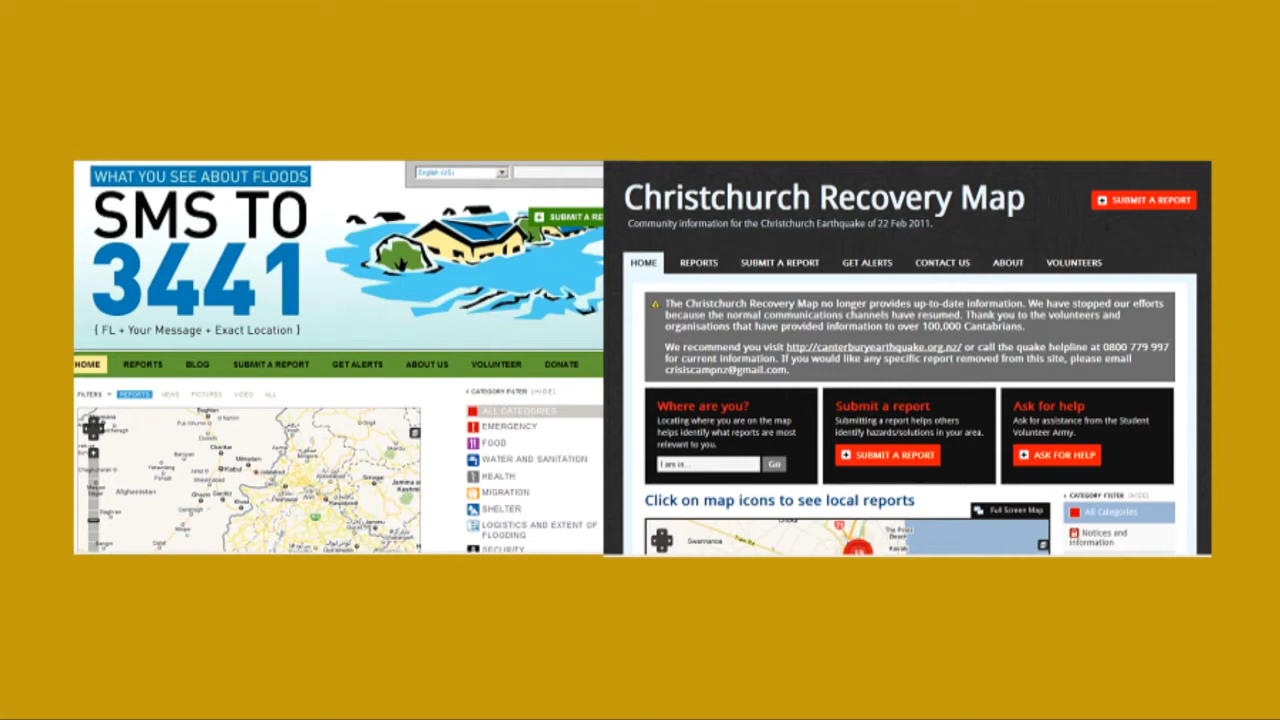 WHAT YOU SEE ABOUT FLOODS
SMS TO
3441
{ FL + Your Message + Exact Location }
English (US)
SUBMIT A RE
HOME
REPORTS
BLOG
SUBMIT A REPORT
GET ALERTS
ABOUT US
VOLUNTEER
DONATE
FILTERS
REPORTS
NEWS
PICTURES
VIDEO
ALL
CATEGORY FILTER [HIDE]
ALL CATEGORIES
EMERGENCY
FOOD
WATER AND SANITATION
HEALTH
MIGRATION
SHELTER
LOGISTICS AND EXTENT OF
FLOODING
SECURITY
Afghanistan
Kabul
Christchurch Recovery Map
Community information for the Christchurch Earthquake of 22 Feb 2011.
SUBMIT A REPORT
HOME
REPORTS
SUBMIT A REPORT
GET ALERTS
CONTACT US
ABOUT
VOLUNTEERS
The Christchurch Recovery Map no longer provides up-to-date information. We have stopped our efforts
because the normal communications channels have resumed. Thank you to the volunteers and
organisations that have provided information to over 100,000 Cantabrians.
We recommend you visit http://canterburyearthquake.org.nz/ or call the quake helpline at 0800 779 997
for current information. If you would like any specific report removed from this site, please email
crisiscampnz@gmail.com.
Where are you?
Locating where you are on the map
helps identify what reports are most
relevant to you.
I am in...
Go
Submit a report
Submitting a report helps others
identify hazards/solutions in your area.
SUBMIT A REPORT
Ask for help
Ask for assistance from the Student
Volunteer Army.
ASK FOR HELP
Click on map icons to see local reports
Full Screen Map
Swannanoa
CATEGORY FILTER [HIDE]
All Categories
Notices and
Information